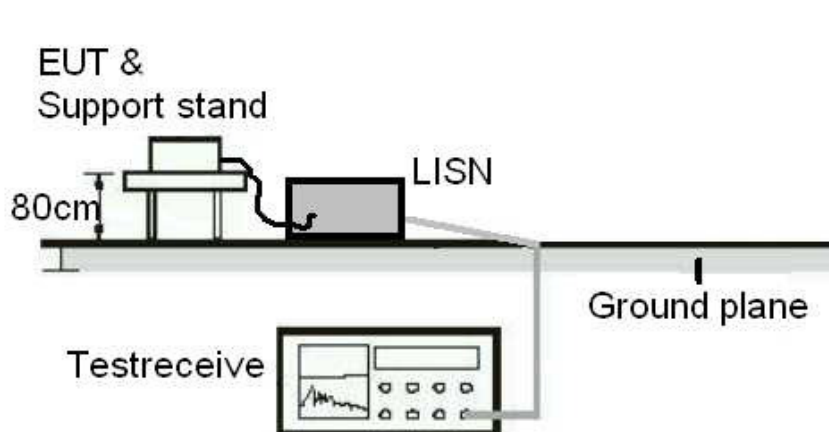 EUT &
Support stand
LISN
80cm
Ground plane
Testreceive